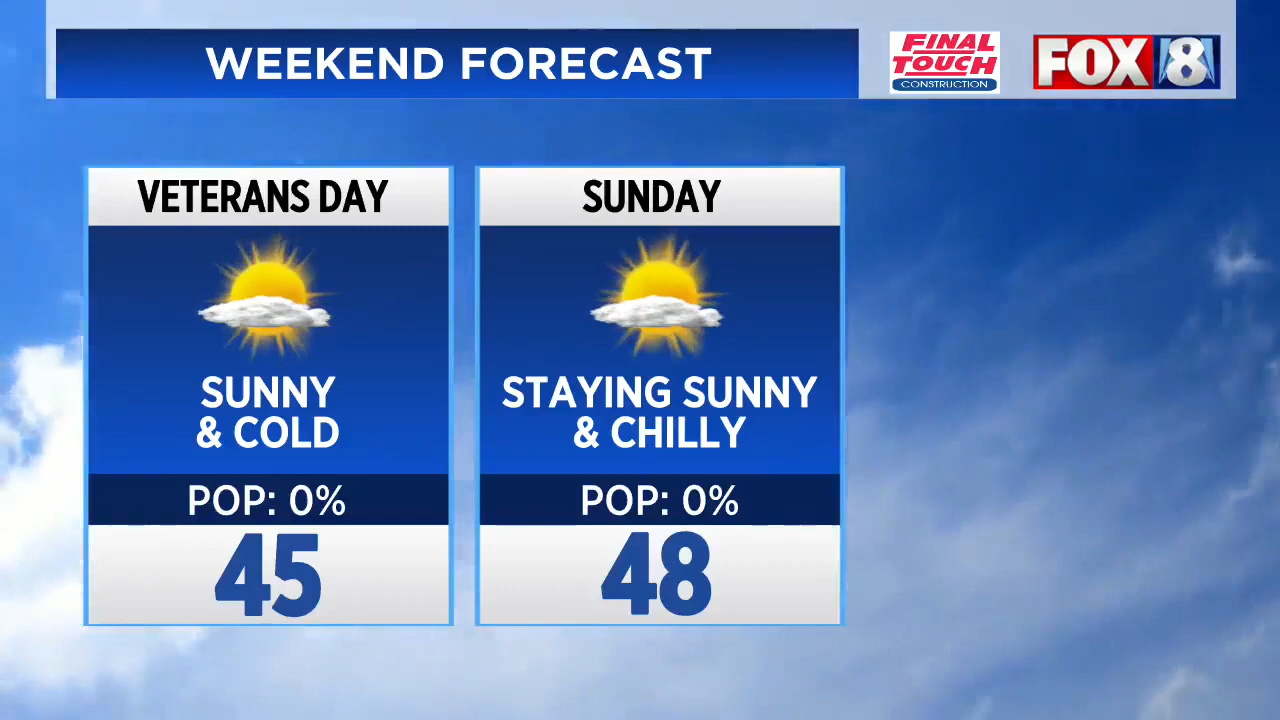 WEEKEND FORECAST
FINAL
TOUCH
CONSTRUCTION
FOX 8
VETERANS DAY
SUNNY
& COLD
POP: 0%
45
SUNDAY
STAYING SUNNY
& CHILLY
POP: 0%
48